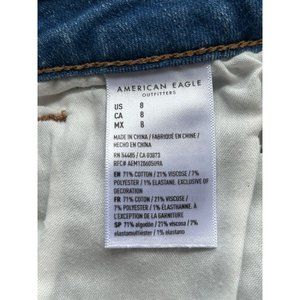 AMERICAN EAGLE
OUTFITTERS
US 8
CA 8
MX 8
MADE IN CHINA / FABRIQUÉ EN CHINE /
HECHO EN CHINA
RN 54485 / CA 03873
EN 71% COTTON / 21% VISCOSE / 7%
POLYESTER / 1% ELASTANE. EXCLUSIVE OF
DECORATION
FR 71% COTON / 21% VISCOSE / 7%
POLYESTER / 1% ÉLASTHANNE. À
L'EXCEPTION DE LA GARNITURE
SP 71% algodón / 21% viscosa / 7%
/ 1% elastano